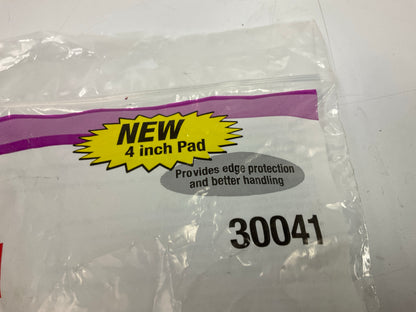 NEW
4 inch Pad
Provides edge protection
and better handling
30041